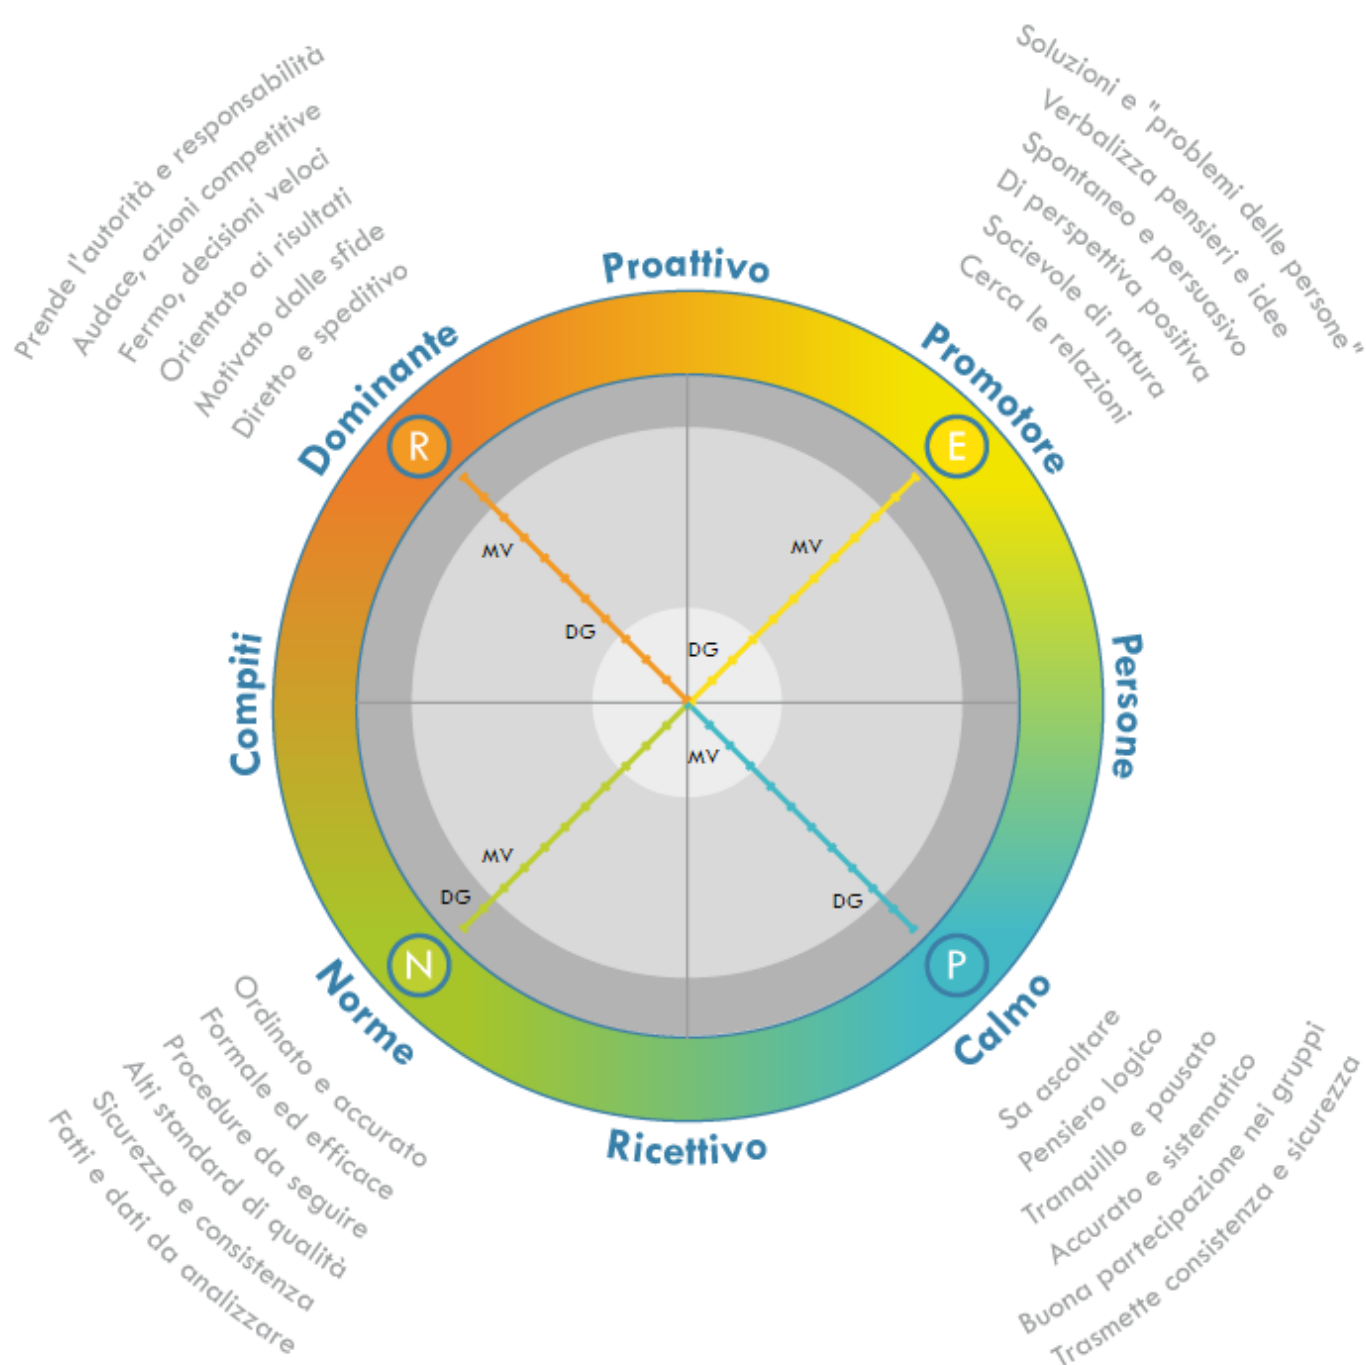 Prende l'autorità e responsabilità
Audace, azioni competitive
Fermo, decisioni veloci
Orientato ai risultati
Motivato dalle sfide
Diretto e speditivo
Soluzioni e "problemi delle persone"
Verbalizza pensieri e idee
Spontaneo e persuasivo
Di perspettiva positiva
Socievole di natura
Cerca le relazioni
Proattivo
Dominante
Promotore
R
E
MV
MV
DG
DG
Compiti
Persone
MV
MV
DG
DG
N
P
Norme
Calmo
Ricettivo
Ordinato e accurato
Formale ed efficace
Procedure da seguire
Alti standard di qualità
Sicurezza e consistenza
Fatti e dati da analizzare
Sa ascoltare
Pensiero logico
Tranquillo e pausato
Accurato e sistematico
Buona partecipazione nei gruppi
Trasmette consistenza e sicurezza